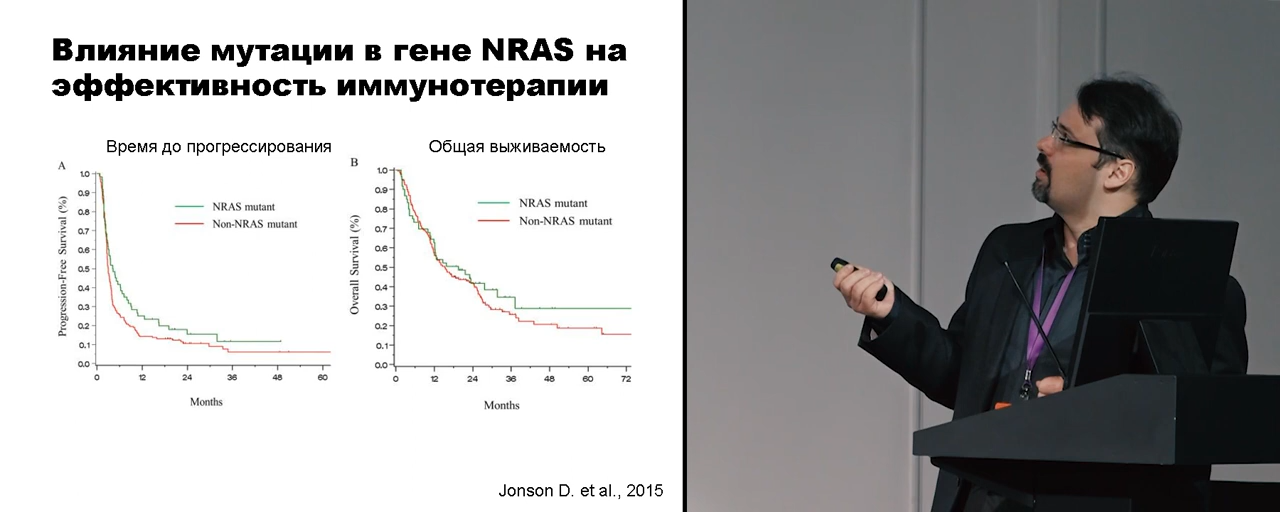 Влияние мутации в гене NRAS на
эффективность иммунотерапии
Время до прогрессирования
A
Progression-Free Survival (%)
1.0
0.9
0.8
0.7
0.6
0.5
0.4
0.3
0.2
0.1
0.0
NRAS mutant
Non-NRAS mutant
0 12 24 36 48 60
Months
Общая выживаемость
B
Overall Survival (%)
1.0
0.9
0.8
0.7
0.6
0.5
0.4
0.3
0.2
0.1
0.0
NRAS mutant
Non-NRAS mutant
0 12 24 36 48 60 72
Months
Jonson D. et al., 2015